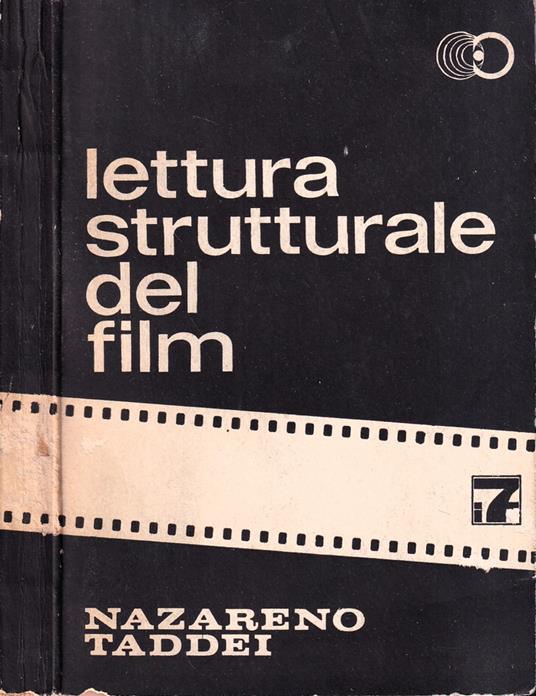 lettura
strutturale
del
film
7
NAZARENO
TADDEI